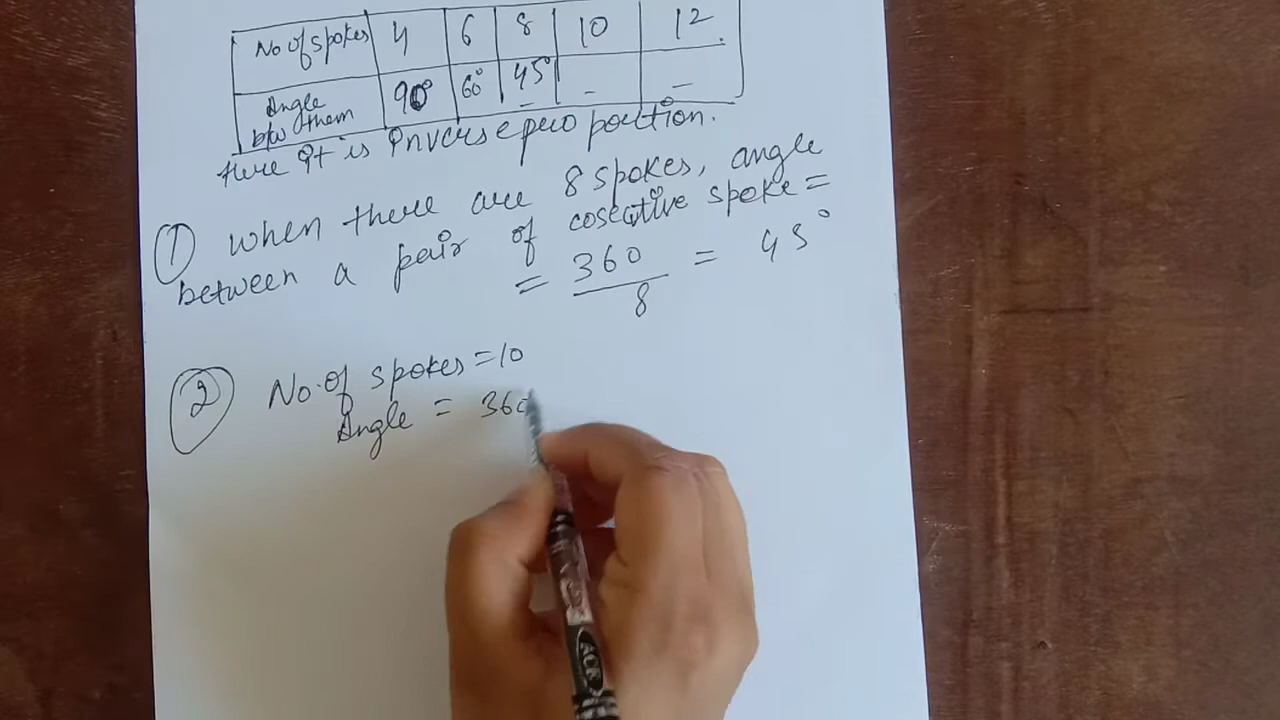 No of spokes 4 6 8 10 12.
Angle b/w them 90° 60° 45° - -
Here it is inverse proportion.
① when there are 8 spokes, angle
between a pair of cosecutive spoke =
= 360/8 = 45°
② No. of spokes = 10
Angle = 360
ACR